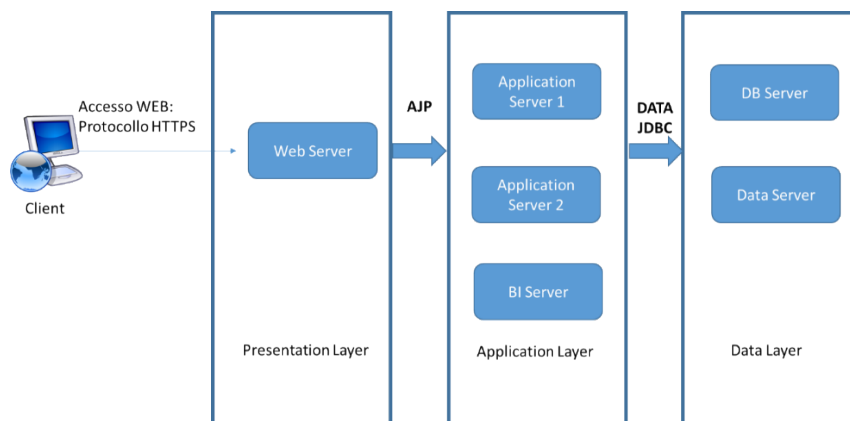 Accesso WEB:
Protocollo HTTPS
Client
Web Server
Presentation Layer
AJP
Application
Server 1
Application
Server 2
BI Server
Application Layer
DATA
JDBC
DB Server
Data Server
Data Layer